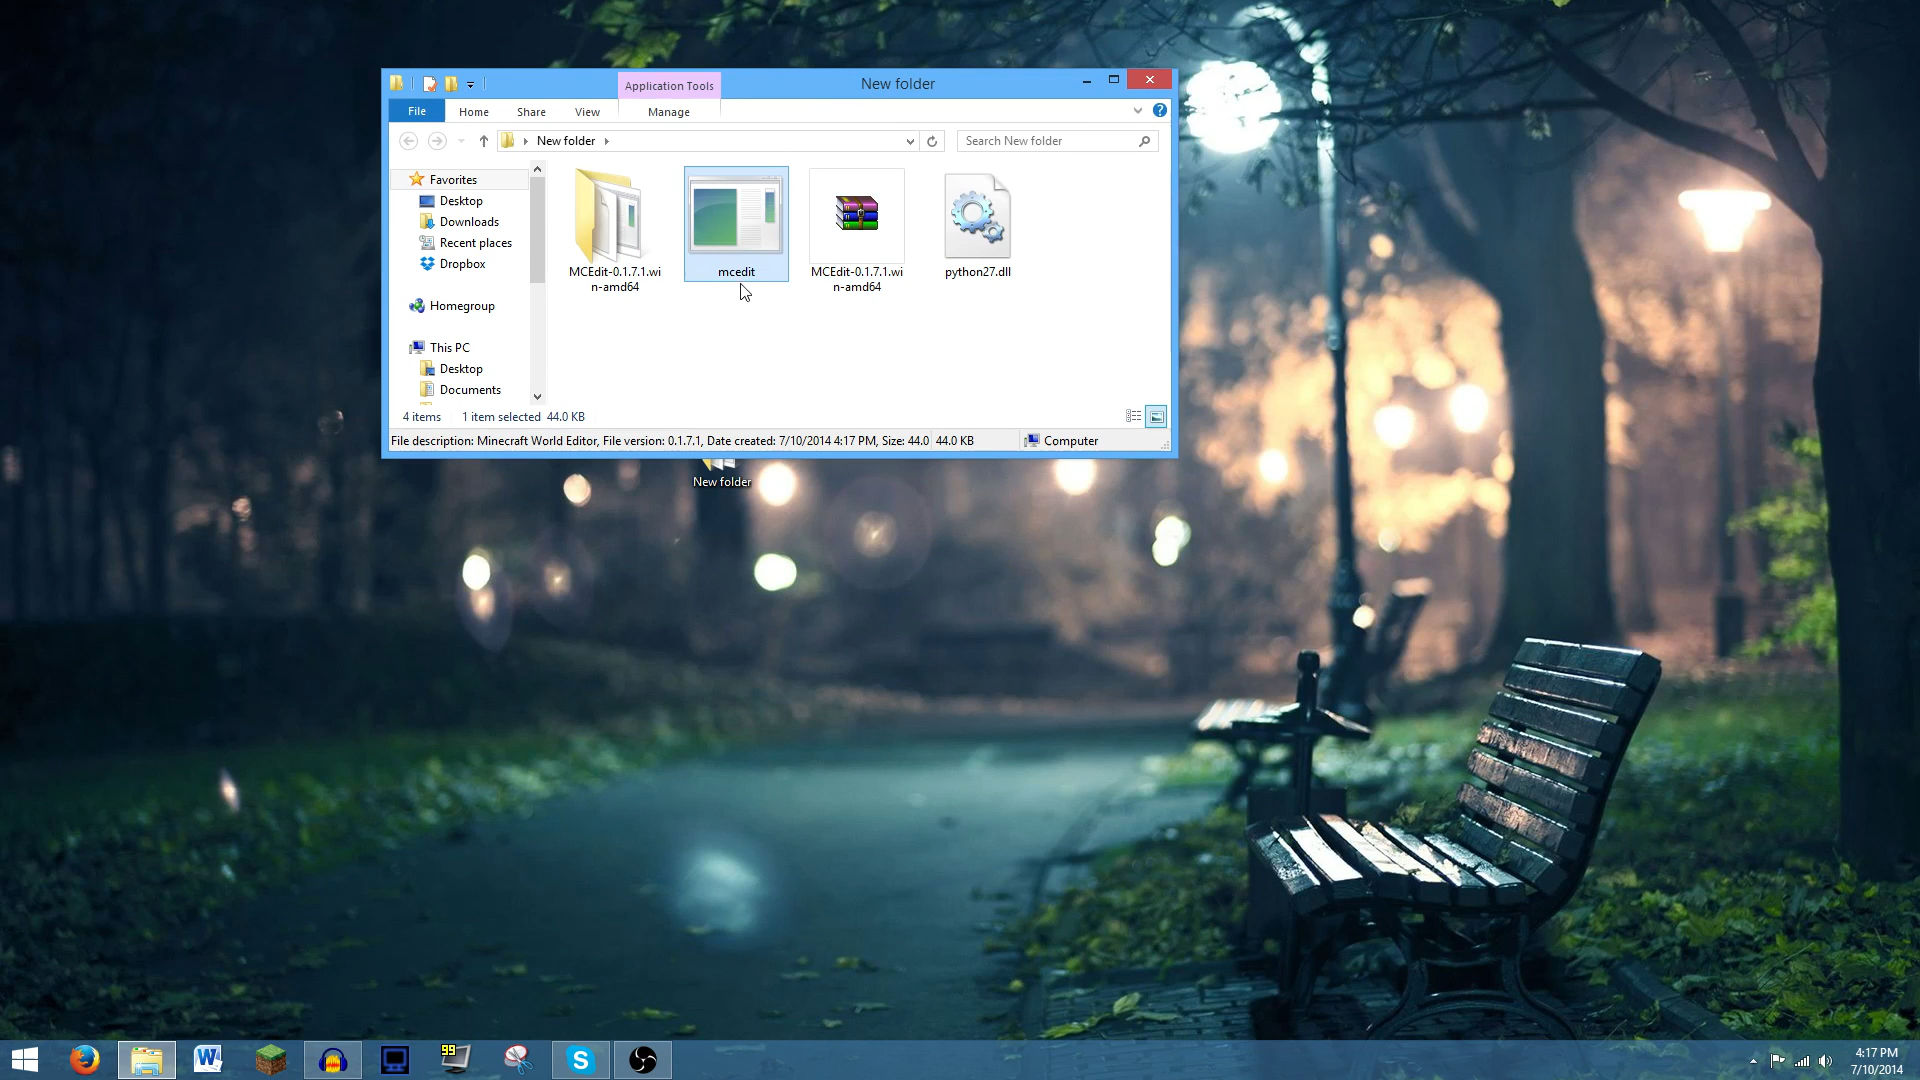 Application Tools
New folder
File
Home
Share
View
Manage
New folder
Search New folder
Favorites
Desktop
Downloads
Recent places
Dropbox
Homegroup
This PC
Desktop
Documents
MCEdit-0.1.7.1.wi
n-amd64
mcedit
MCEdit-0.1.7.1.wi
n-amd64
python27.dll
4 items
1 item selected 44.0 KB
File description: Minecraft World Editor, File version: 0.1.7.1, Date created: 7/10/2014 4:17 PM, Size: 44.0
44.0 KB
Computer
New folder
99
4:17 PM
7/10/2014